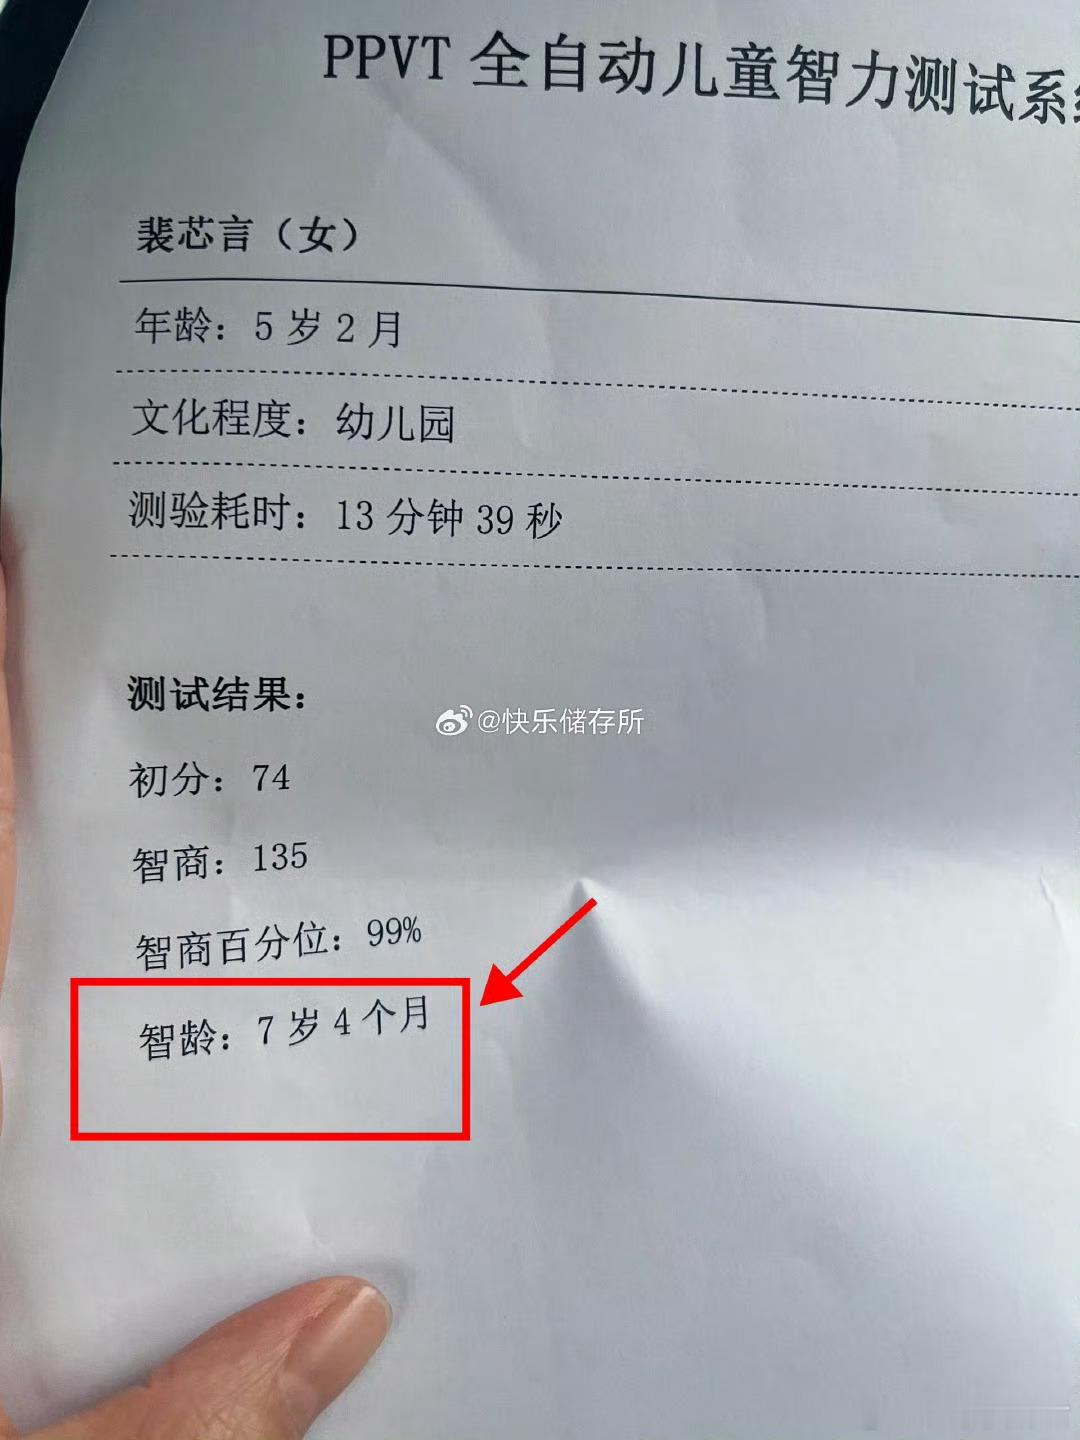 PPVT 全自动儿童智力测试系统
裴芯言（女）
年龄：5 岁 2 月
文化程度：幼儿园
测验耗时：13 分钟 39 秒
测试结果：
@快乐储存所
初分：74
智商：135
智商百分位：99%
智龄：7 岁 4 个月